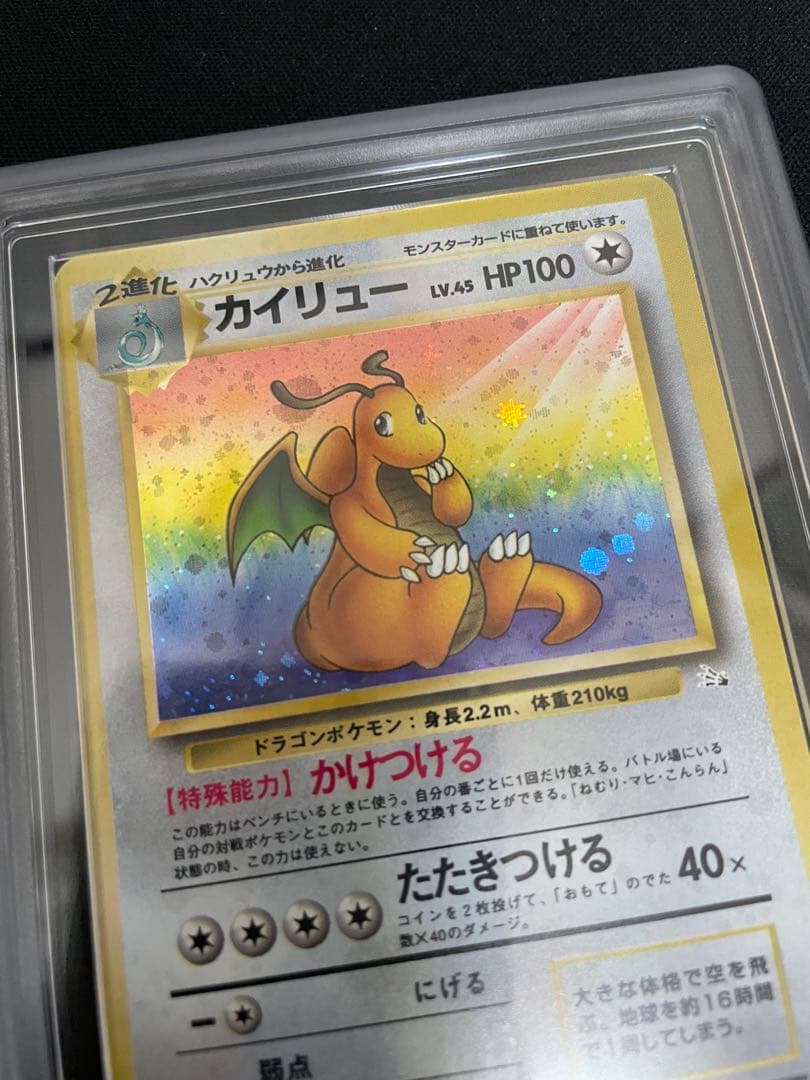 モンスターカードに重ねて使います。
2進化 ハクリュウから進化
カイリュー LV.45 HP100
ドラゴンポケモン：身長2.2m、体重210kg
【特殊能力】かけつける
この能力はベンチにいるときに使う。自分の番ごとに1回だけ使える。バトル場にいる
自分の対戦ポケモンとこのカードとを交換することができる。「ねむり・マヒ・こんらん」
状態の時、この力は使えない。
たたきつける 40×
コインを2枚投げて、「おもて」のでた
数×40のダメージ。
にげる
弱点
大きな体格で空を飛
ぶ。地球を約16時間
で1周してしまう。